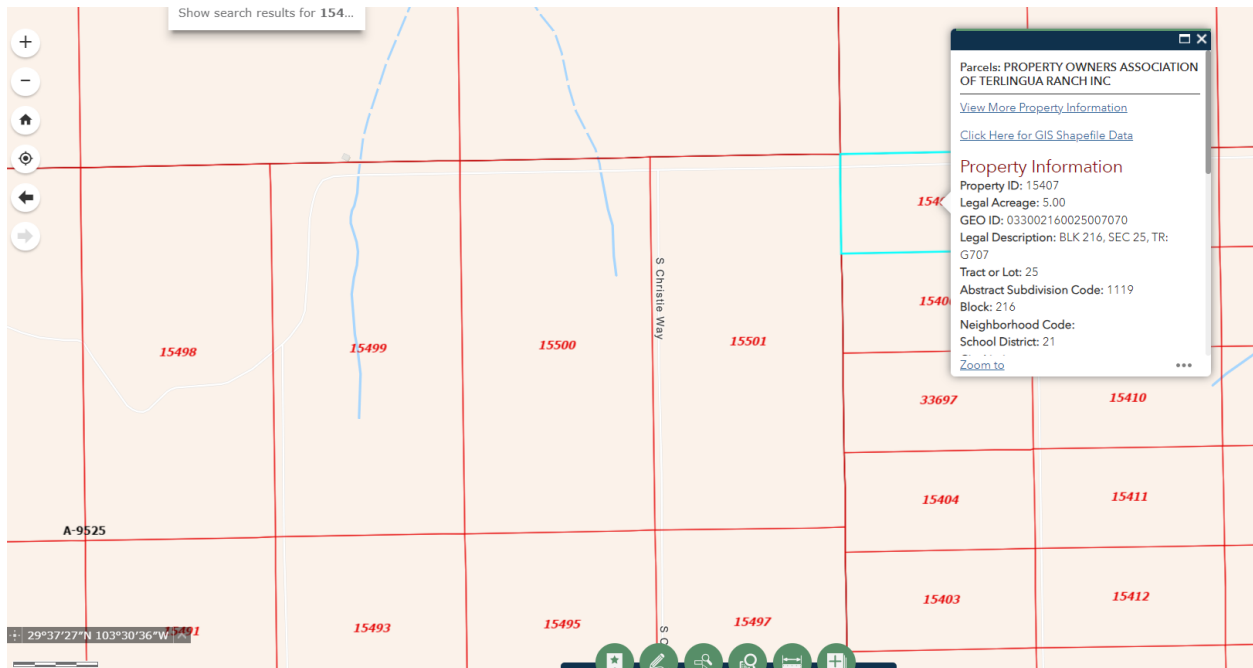 Show search results for 154...
Parcels: PROPERTY OWNERS ASSOCIATION
OF TERLINGUA RANCH INC
View More Property Information
Click Here for GIS Shapefile Data
Property Information
Property ID: 15407
Legal Acreage: 5.00
GEO ID: 033002160025007070
Legal Description: BLK 216, SEC 25, TR:
G707
Tract or Lot: 25
Abstract Subdivision Code: 1119
Block: 216
Neighborhood Code:
School District: 21
Zoom to
S Christie Way
15498
15499
15500
15501
33697
15410
15404
15411
A-9525
15403
15412
15491
15493
15495
15497
29°37'27"N 103°30'36"W